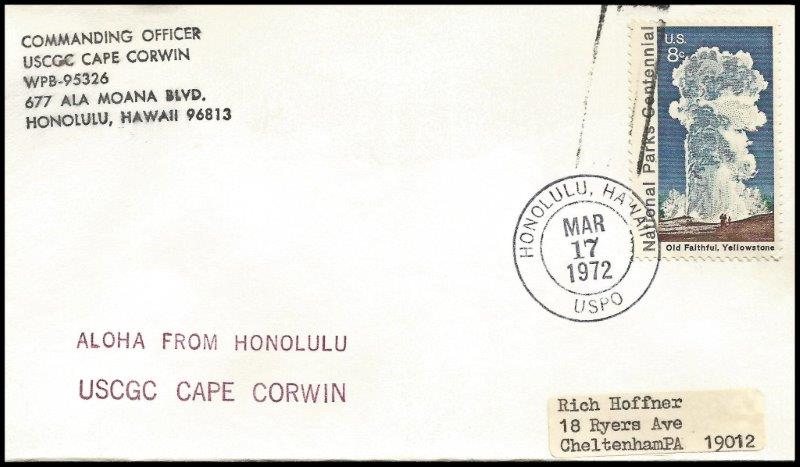 COMMANDING OFFICER
USCGC CAPE CORWIN
WPB-95326
677 ALA MOANA BLVD.
HONOLULU, HAWAII 96813
U.S.
8c
National Parks Centennial
Old Faithful, Yellowstone
HONOLULU, HAWAII
MAR
17
1972
USPO
ALOHA FROM HONOLULU
USCGC CAPE CORWIN
Rich Hoffner
18 Ryers Ave
CheltenhamPA 19012